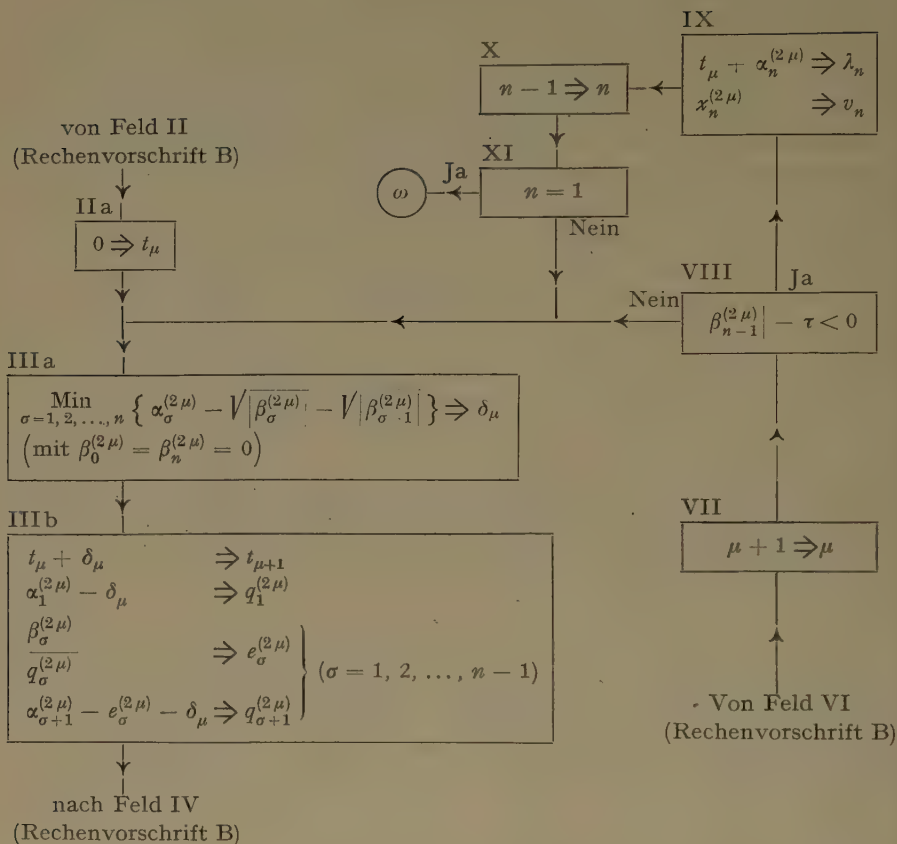 von Feld II
(Rechenvorschrift B)
IIa
0 ⇒ t_μ
IX
t_μ + α_n^{(2μ)} ⇒ λ_n
x_n^{(2μ)} ⇒ v_n
X
n − 1 ⇒ n
XI
n = 1
Ja
ω
Nein
VIII
Ja
Nein
β_{n−1}^{(2μ)}| − τ < 0
IIIa
Min_{σ=1, 2, ..., n} { α_σ^{(2μ)} − √|β_σ^{(2μ)}| − √|β_{σ 1}^{(2μ)}| } ⇒ δ_μ
(mit β_0^{(2μ)} = β_n^{(2μ)} = 0)
IIIb
t_μ + δ_μ ⇒ t_{μ+1}
α_1^{(2μ)} − δ_μ ⇒ q_1^{(2μ)}
β_σ^{(2μ)} / q_σ^{(2μ)} ⇒ e_σ^{(2μ)} } (σ = 1, 2, ..., n − 1)
α_{σ+1}^{(2μ)} − e_σ^{(2μ)} − δ_μ ⇒ q_{σ+1}^{(2μ)}
nach Feld IV
(Rechenvorschrift B)
VII
μ + 1 ⇒ μ
Von Feld VI
(Rechenvorschrift B)